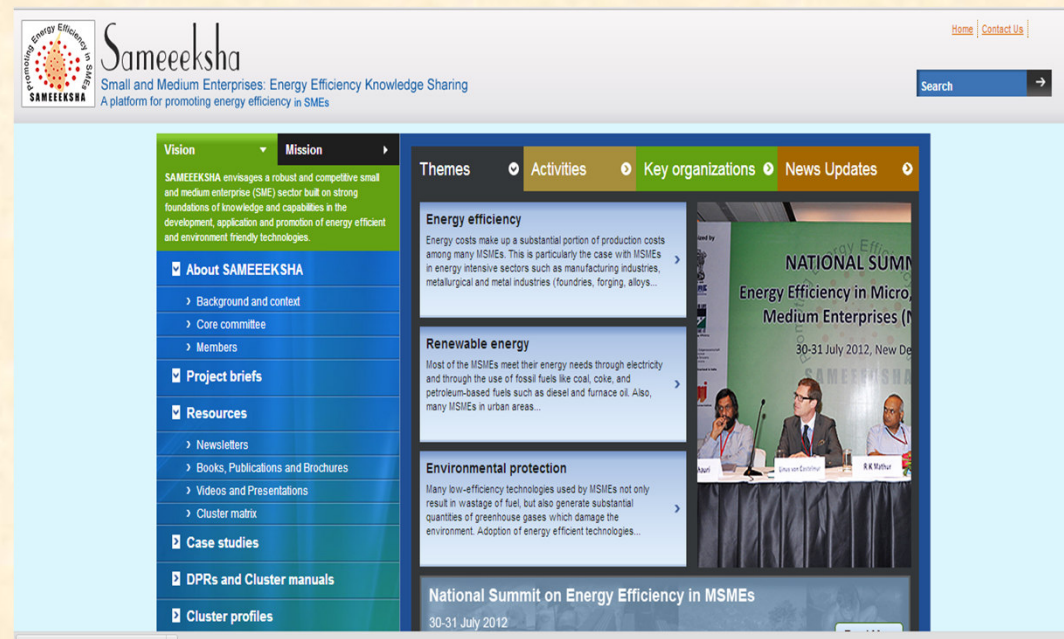 Promoting Energy Efficiency in SMEs
SAMEEEKSHA
Sameeeksha
Small and Medium Enterprises: Energy Efficiency Knowledge Sharing
A platform for promoting energy efficiency in SMEs
Home Contact Us
Search
Vision Mission
SAMEEEKSHA envisages a robust and competitive small
and medium enterprise (SME) sector built on strong
foundations of knowledge and capabilities in the
development, application and promotion of energy efficient
and environment friendly technologies.
About SAMEEEKSHA
Background and context
Core committee
Members
Project briefs
Resources
Newsletters
Books, Publications and Brochures
Videos and Presentations
Cluster matrix
Case studies
DPRs and Cluster manuals
Cluster profiles
Themes Activities Key organizations News Updates
Energy efficiency
Energy costs make up a substantial portion of production costs
among many MSMEs. This is particularly the case with MSMEs
in energy intensive sectors such as manufacturing industries,
metallurgical and metal industries (foundries, forging, alloys...
Renewable energy
Most of the MSMEs meet their energy needs through electricity
and through the use of fossil fuels like coal, coke, and
petroleum-based fuels such as diesel and furnace oil. Also,
many MSMEs in urban areas...
Environmental protection
Many low-efficiency technologies used by MSMEs not only
result in wastage of fuel, but also generate substantial
quantities of greenhouse gases which damage the
environment. Adoption of energy efficient technologies...
NATIONAL SUMM
Energy Efficiency in Micro,
Medium Enterprises (
30-31 July 2012, New De
SAMEEEKSHA
R K Mathur
National Summit on Energy Efficiency in MSMEs
30-31 July 2012